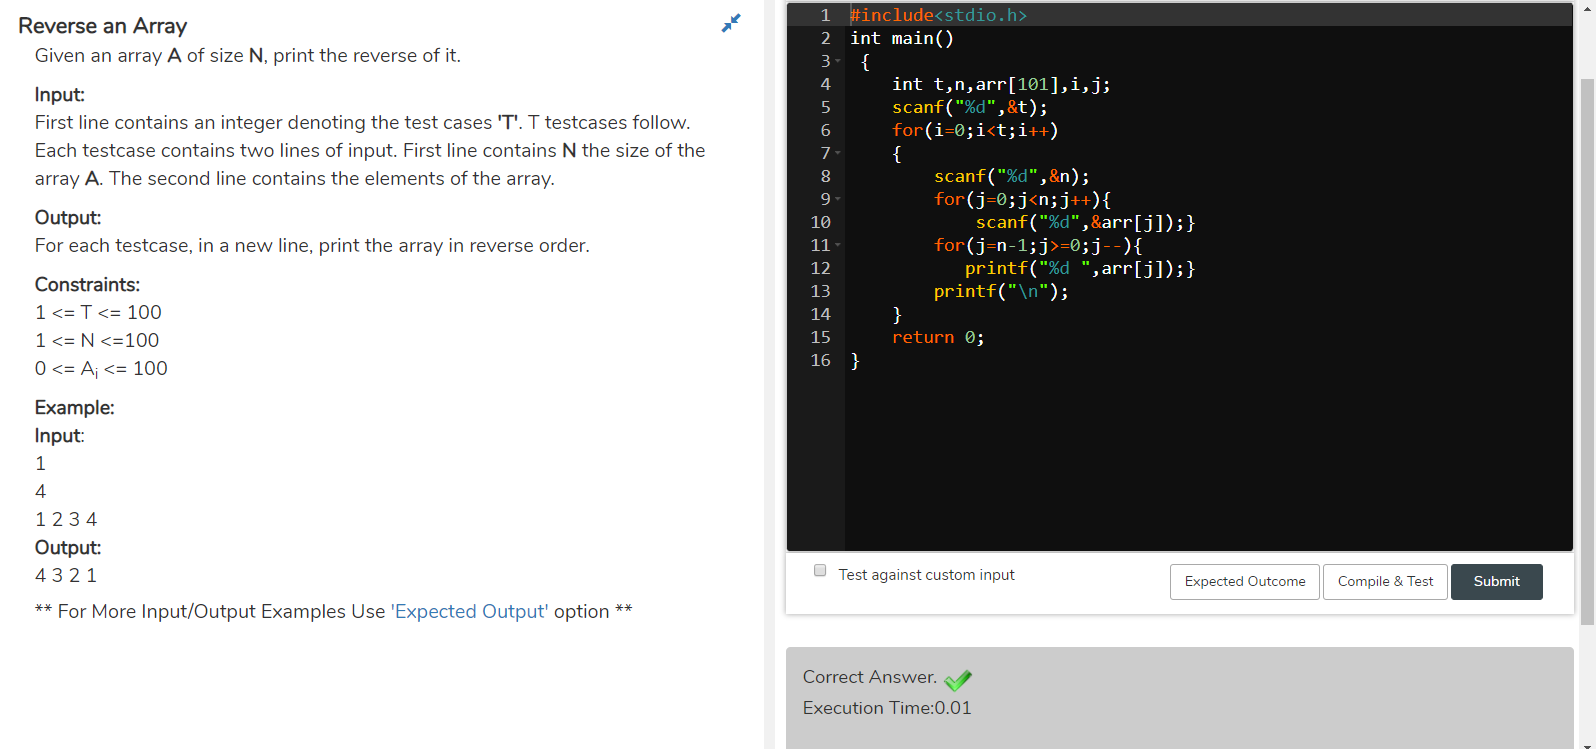 Reverse an Array
Given an array A of size N, print the reverse of it.
Input:
First line contains an integer denoting the test cases 'T'. T testcases follow.
Each testcase contains two lines of input. First line contains N the size of the
array A. The second line contains the elements of the array.
Output:
For each testcase, in a new line, print the array in reverse order.
Constraints:
1 <= T <= 100
1 <= N <=100
0 <= Ai <= 100
Example:
Input:
1
4
1 2 3 4
Output:
4 3 2 1
** For More Input/Output Examples Use 'Expected Output' option **
1 #include<stdio.h>
2 int main()
3 {
4 int t,n,arr[101],i,j;
5 scanf("%d",&t);
6 for(i=0;i<t;i++)
7 {
8 scanf("%d",&n);
9 for(j=0;j<n;j++){
10 scanf("%d",&arr[j]);}
11 for(j=n-1;j>=0;j--){
12 printf("%d ",arr[j]);}
13 printf("\n");
14 }
15 return 0;
16 }
Test against custom input
Expected Outcome
Compile & Test
Submit
Correct Answer.
Execution Time:0.01